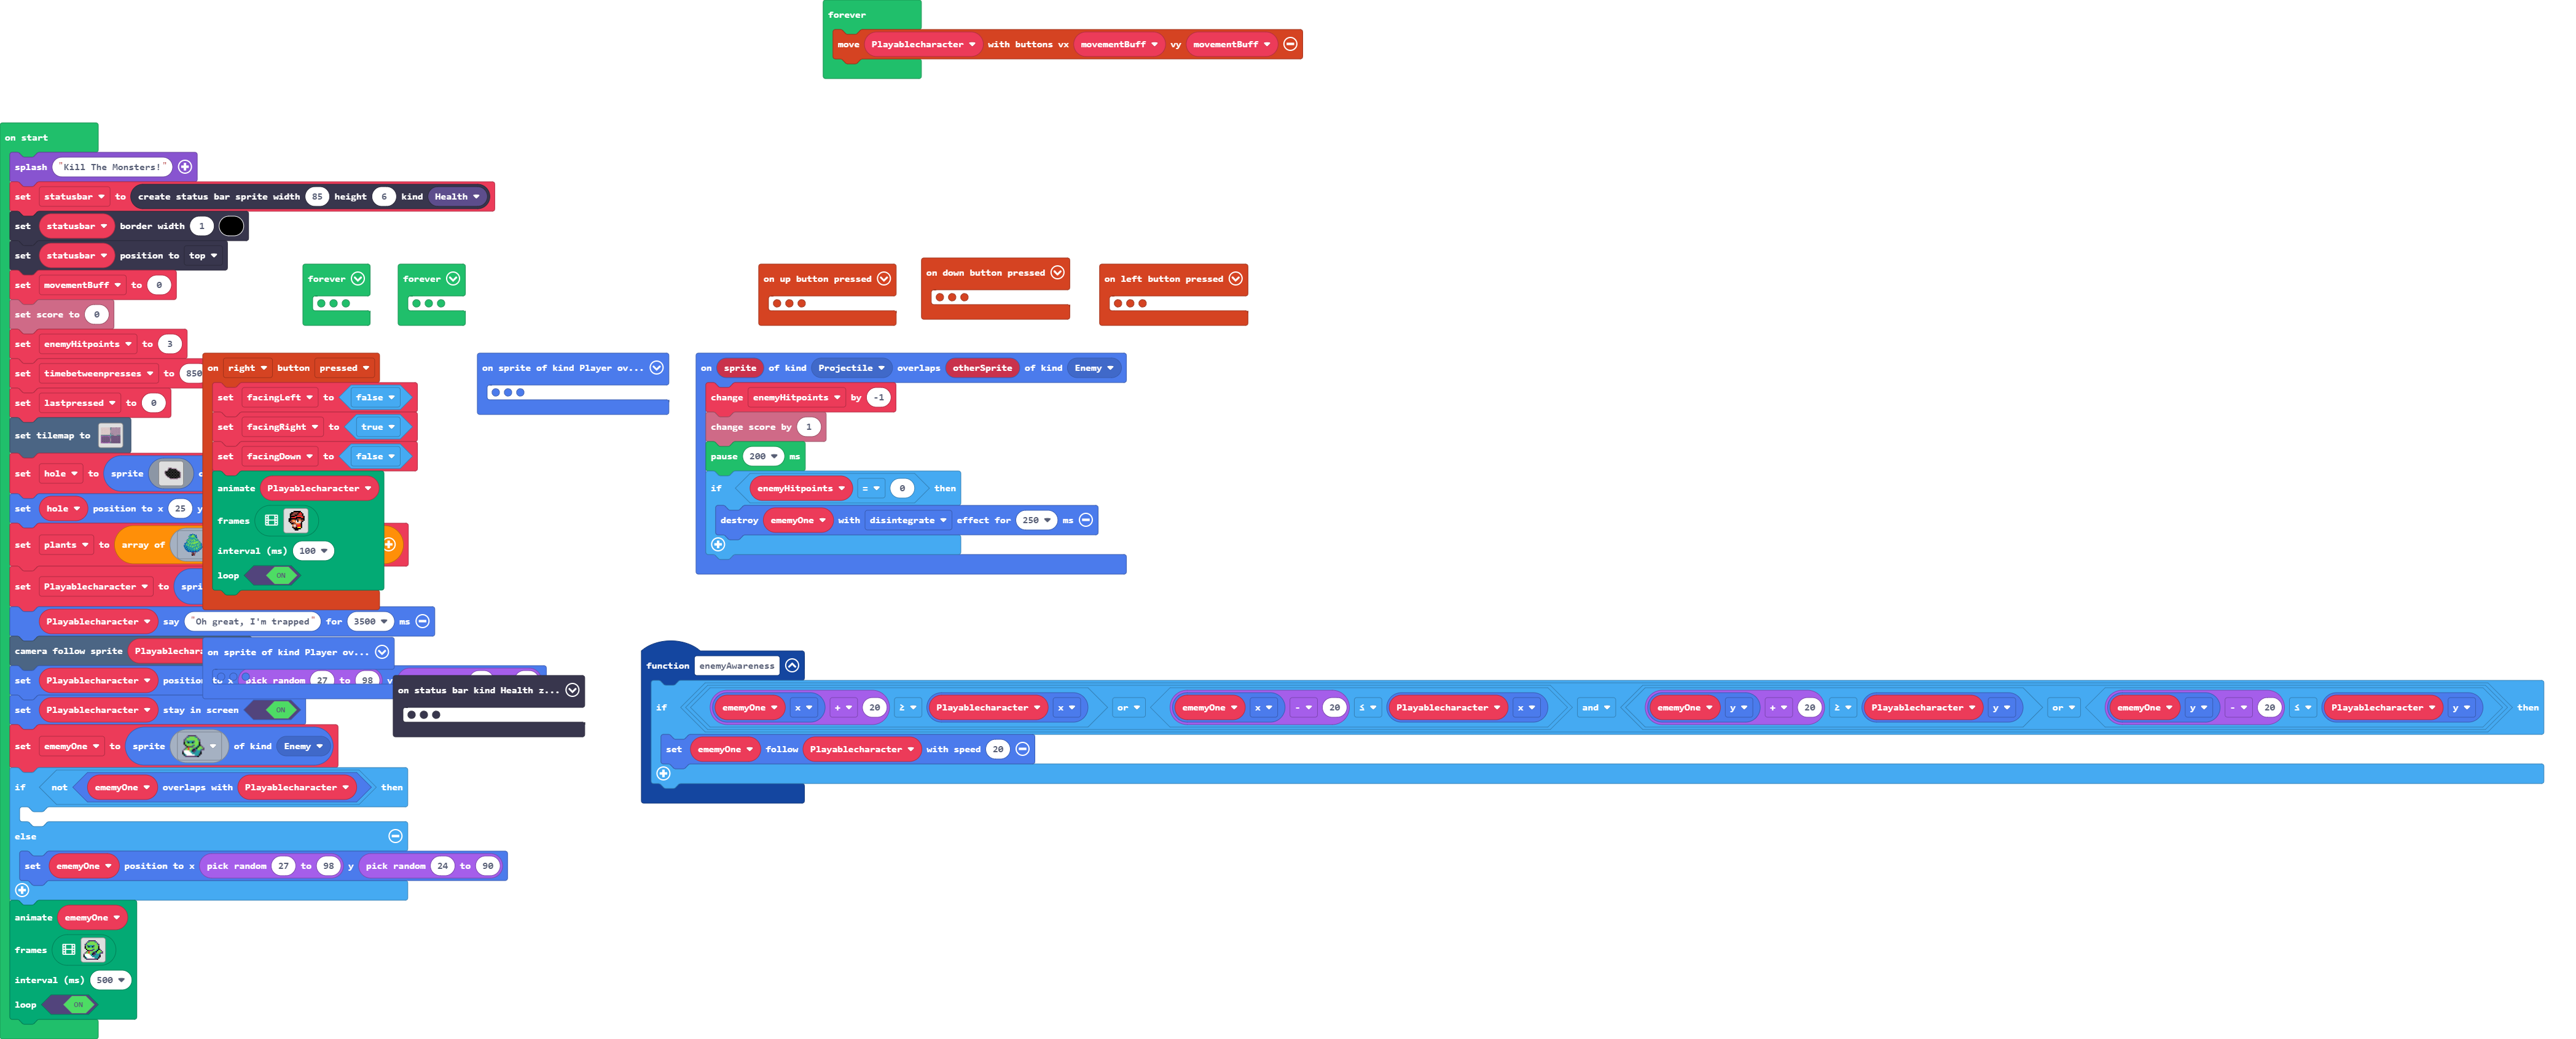 forever
move Playablecharacter with buttons vx movementBuff vy movementBuff
on start
splash "Kill The Monsters!"
set statusbar to create status bar sprite width 85 height 6 kind Health
set statusbar border width 1
set statusbar position to top
set movementBuff to 0
set score to 0
set enemyHitpoints to 3
set timebetweenpresses to 850
set lastpressed to 0
set tilemap to
set hole to sprite
set hole position to x 25 y
set plants to array of
set Playablecharacter to spri
Playablecharacter say "Oh great, I'm trapped" for 3500 ms
camera follow sprite Playablechara
set Playablecharacter position to x pick random 27 to 98
set Playablecharacter stay in screen ON
set ememyOne to sprite of kind Enemy
if not ememyOne overlaps with Playablecharacter then
else
set ememyOne position to x pick random 27 to 98 y pick random 24 to 90
animate ememyOne
frames
interval (ms) 500
loop ON
forever
forever
on up button pressed
on down button pressed
on left button pressed
on right button pressed
set facingLeft to false
set facingRight to true
set facingDown to false
animate Playablecharacter
frames
interval (ms) 100
loop ON
on sprite of kind Player ov...
on sprite of kind Player ov...
on status bar kind Health z...
on sprite of kind Projectile overlaps otherSprite of kind Enemy
change enemyHitpoints by -1
change score by 1
pause 200 ms
if enemyHitpoints = 0 then
destroy ememyOne with disintegrate effect for 250 ms
function enemyAwareness
if ememyOne x + 20 ≥ Playablecharacter x or ememyOne x - 20 ≤ Playablecharacter x and ememyOne y + 20 ≥ Playablecharacter y or ememyOne y - 20 ≤ Playablecharacter y then
set ememyOne follow Playablecharacter with speed 20